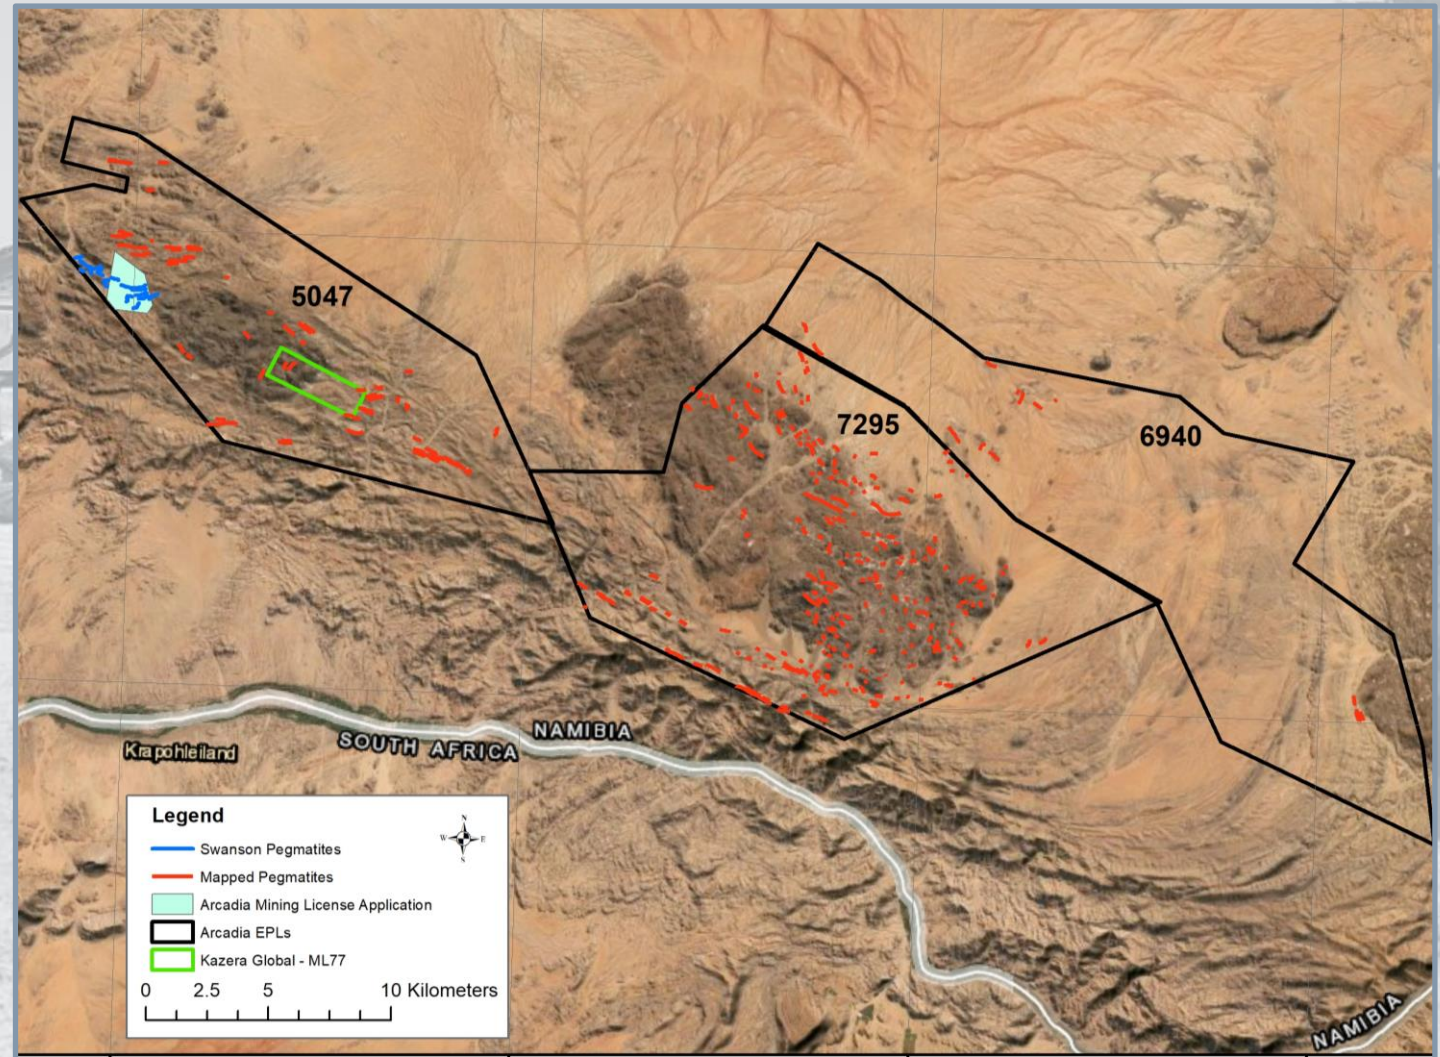 5047
7295
6940
NAMIBIA
SOUTH AFRICA
Krapohleiland
Legend
N
W E
S
Swanson Pegmatites
Mapped Pegmatites
Arcadia Mining License Application
Arcadia EPLs
Kazera Global - ML77
0 2.5 5 10 Kilometers
NAMIBIA